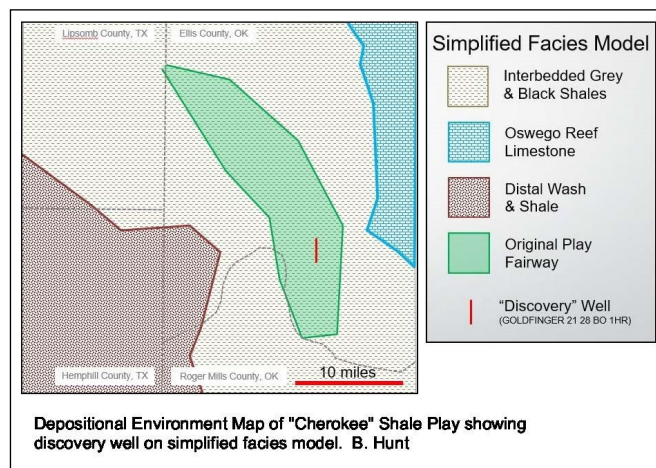 Lipsomb County, TX
Ellis County, OK
Hemphill County, TX
Roger Mills County, OK
10 miles
Simplified Facies Model
Interbedded Grey
& Black Shales
Oswego Reef
Limestone
Distal Wash
& Shale
Original Play
Fairway
"Discovery" Well
(GOLDFINGER 21 28 BO 1HR)
Depositional Environment Map of "Cherokee" Shale Play showing
discovery well on simplified facies model. B. Hunt